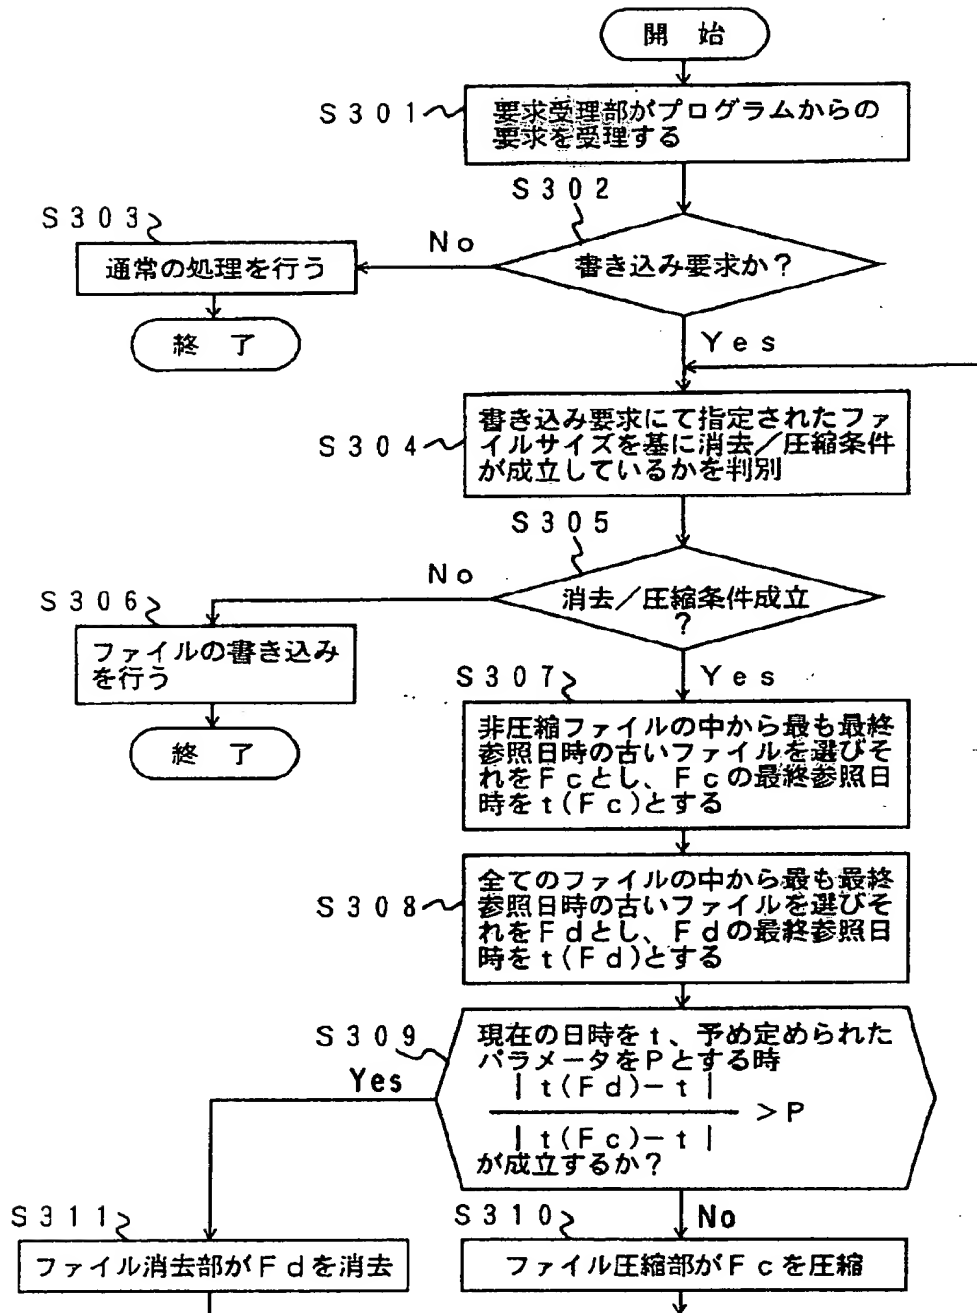 開 始
S301
要求受理部がプログラムからの
要求を受理する
S302
書き込み要求か？
No
S303
通常の処理を行う
終 了
Yes
S304
書き込み要求にて指定されたファ
イルサイズを基に消去／圧縮条件
が成立しているかを判別
S305
消去／圧縮条件成立
？
No
S306
ファイルの書き込み
を行う
終 了
Yes
S307
非圧縮ファイルの中から最も最終
参照日時の古いファイルを選びそ
れをFcとし、Fcの最終参照日
時をt(Fc)とする
S308
全てのファイルの中から最も最終
参照日時の古いファイルを選びそ
れをFdとし、Fdの最終参照日
時をt(Fd)とする
S309
現在の日時をt、予め定められた
パラメータをPとする時
|t(Fd)−t|
>P
|t(Fc)−t|
が成立するか？
Yes
S311
ファイル消去部がFdを消去
No
S310
ファイル圧縮部がFcを圧縮